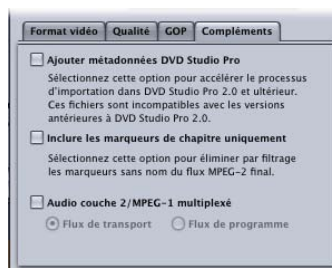 Format vidéo Qualité GOP Compléments
Ajouter métadonnées DVD Studio Pro
Sélectionnez cette option pour accélérer le processus
d'importation dans DVD Studio Pro 2.0 et ultérieur.
Ces fichiers sont incompatibles avec les versions
antérieures à DVD Studio Pro 2.0.
Inclure les marqueurs de chapitre uniquement
Sélectionnez cette option pour éliminer par filtrage
les marqueurs sans nom du flux MPEG-2 final.
Audio couche 2/MPEG-1 multiplexé
Flux de transport Flux de programme